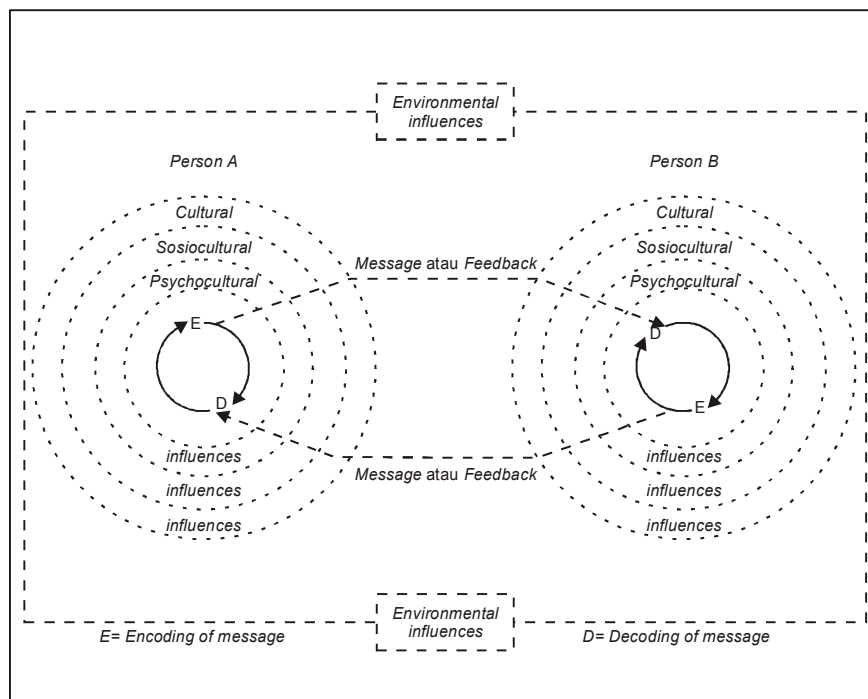 Environmental
influences
Person A
Person B
Cultural
Cultural
Sosiocultural
Sosiocultural
Message atau Feedback
Psychocultural
Psychocultural
E
D
D
E
influences
influences
Message atau Feedback
influences
influences
influences
influences
Environmental
influences
E= Encoding of message
D= Decoding of message